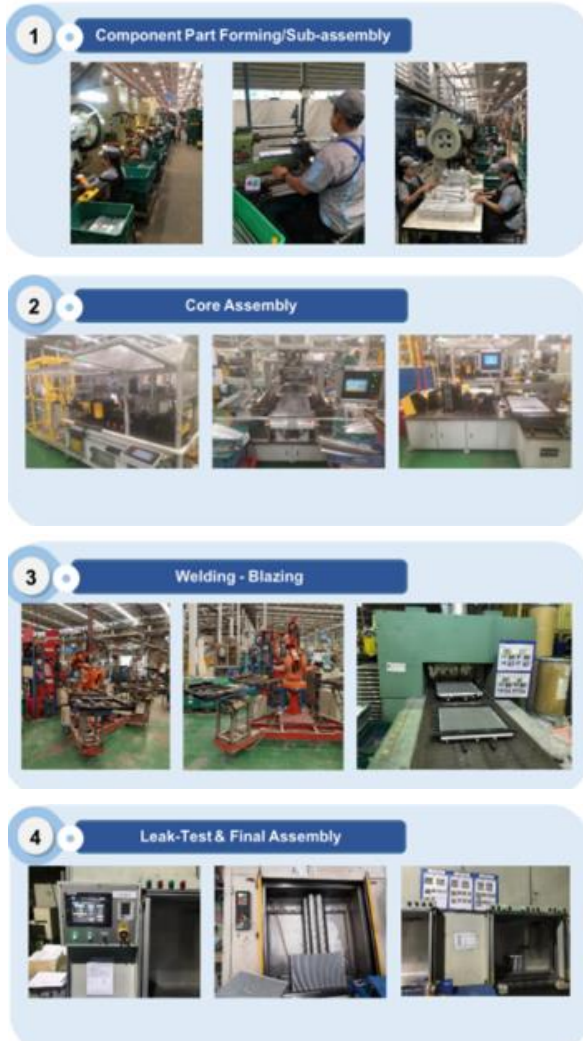 1
Component Part Forming/Sub-assembly
2
Core Assembly
3
Welding - Blazing
4
Leak-Test & Final Assembly